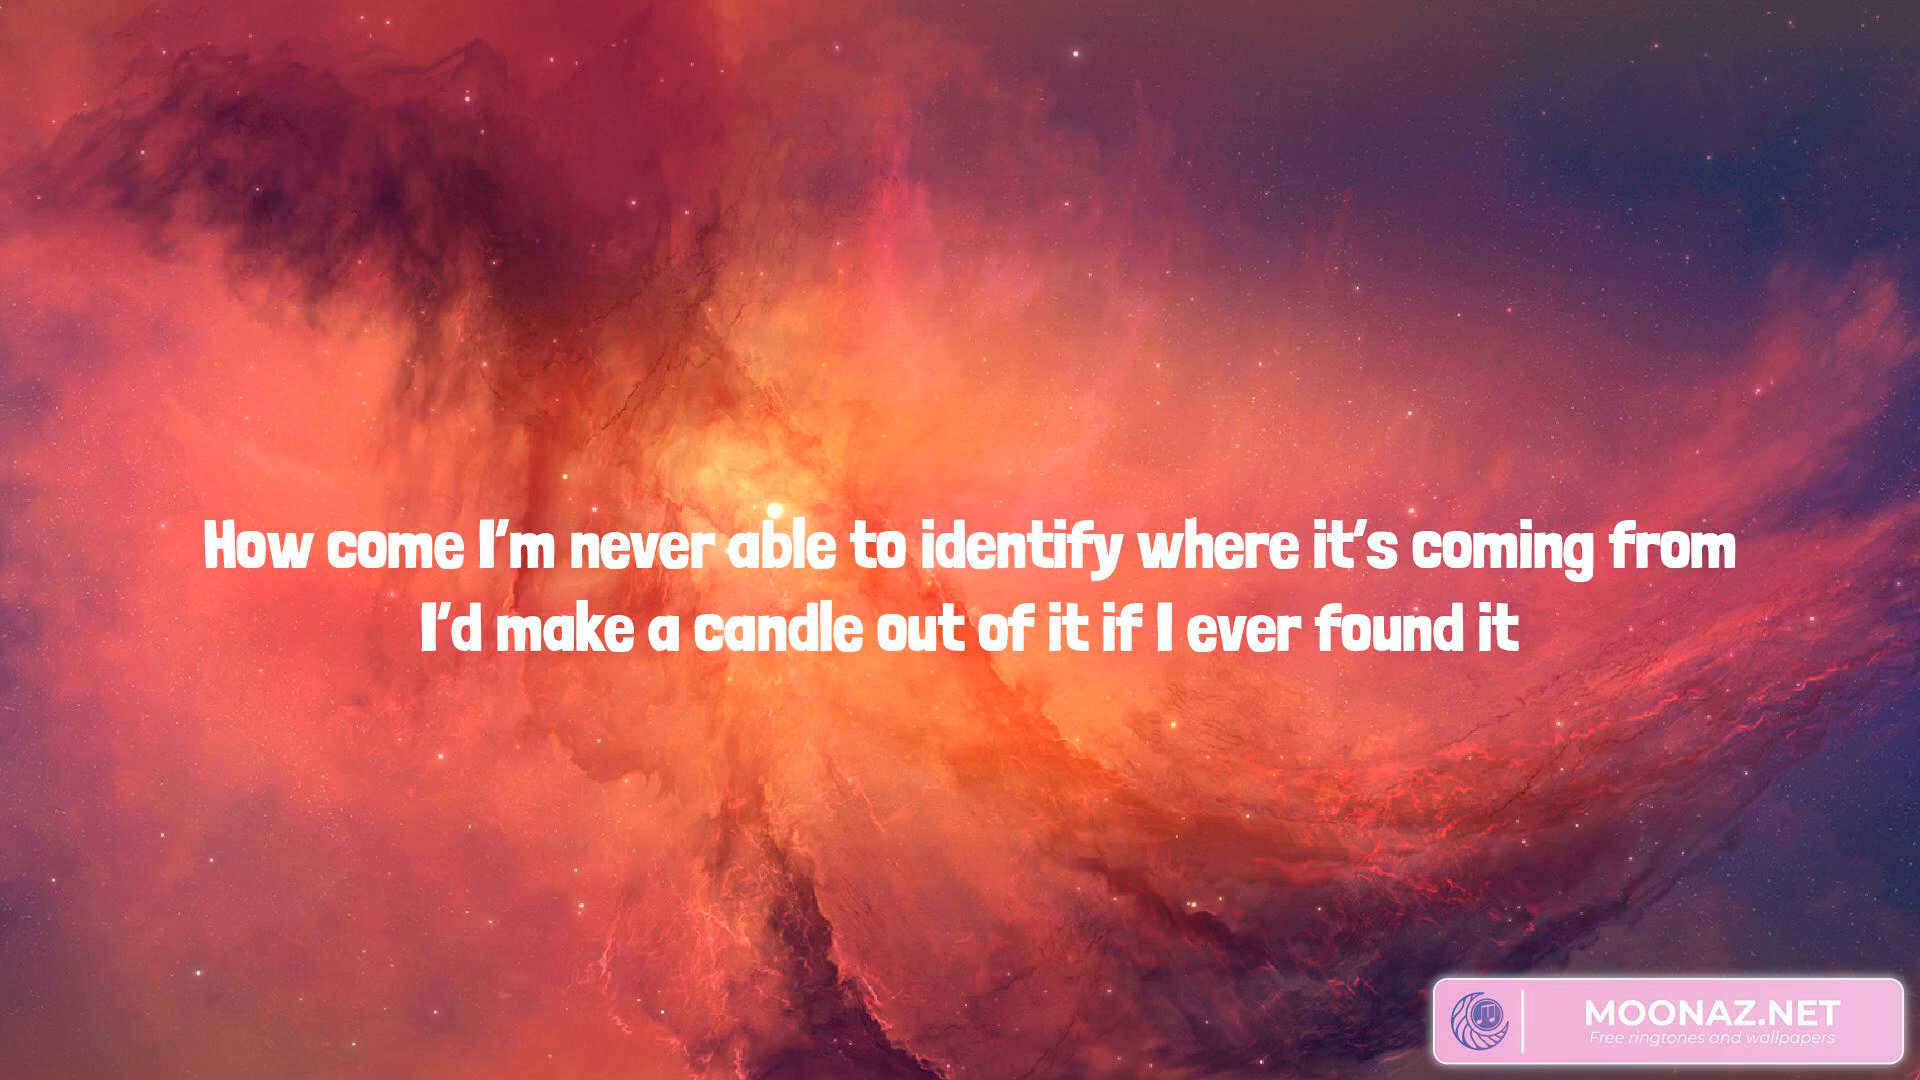 How come I'm never able to identify where it's coming from
I'd make a candle out of it if I ever found it
MOONAZ.NET
Free ringtones and wallpapers